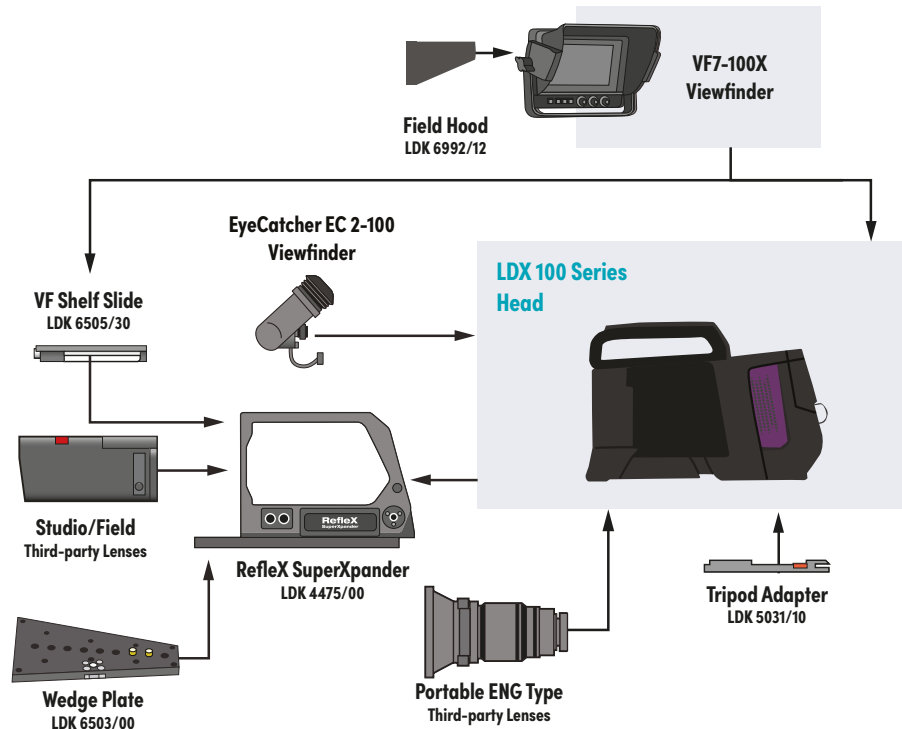 VF7-100X
Viewfinder
Field Hood
LDK 6992/12
EyeCatcher EC 2-100
Viewfinder
LDX 100 Series
Head
VF Shelf Slide
LDK 6505/30
Studio/Field
Third-party Lenses
RefleX
SuperXpander
RefleX SuperXpander
LDK 4475/00
Tripod Adapter
LDK 5031/10
Wedge Plate
LDK 6503/00
Portable ENG Type
Third-party Lenses